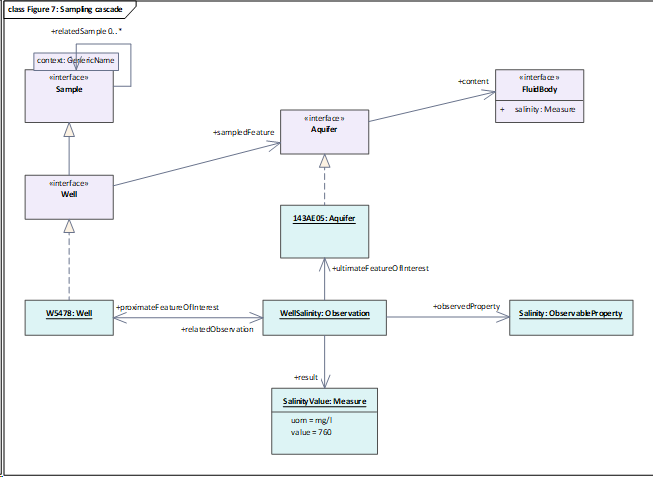 class Figure 7: Sampling cascade
+relatedSample 0..*
context: GenericName
«interface»
Sample
+content
«interface»
FluidBody
+ salinity: Measure
«interface»
Aquifer
+sampledFeature
«interface»
Well
143AE05: Aquifer
+ultimateFeatureOfInterest
W5478: Well
+proximateFeatureOfInterest
+relatedObservation
WellSalinity: Observation
+observedProperty
Salinity: ObservableProperty
+result
SalinityValue: Measure
uom = mg/l
value = 760